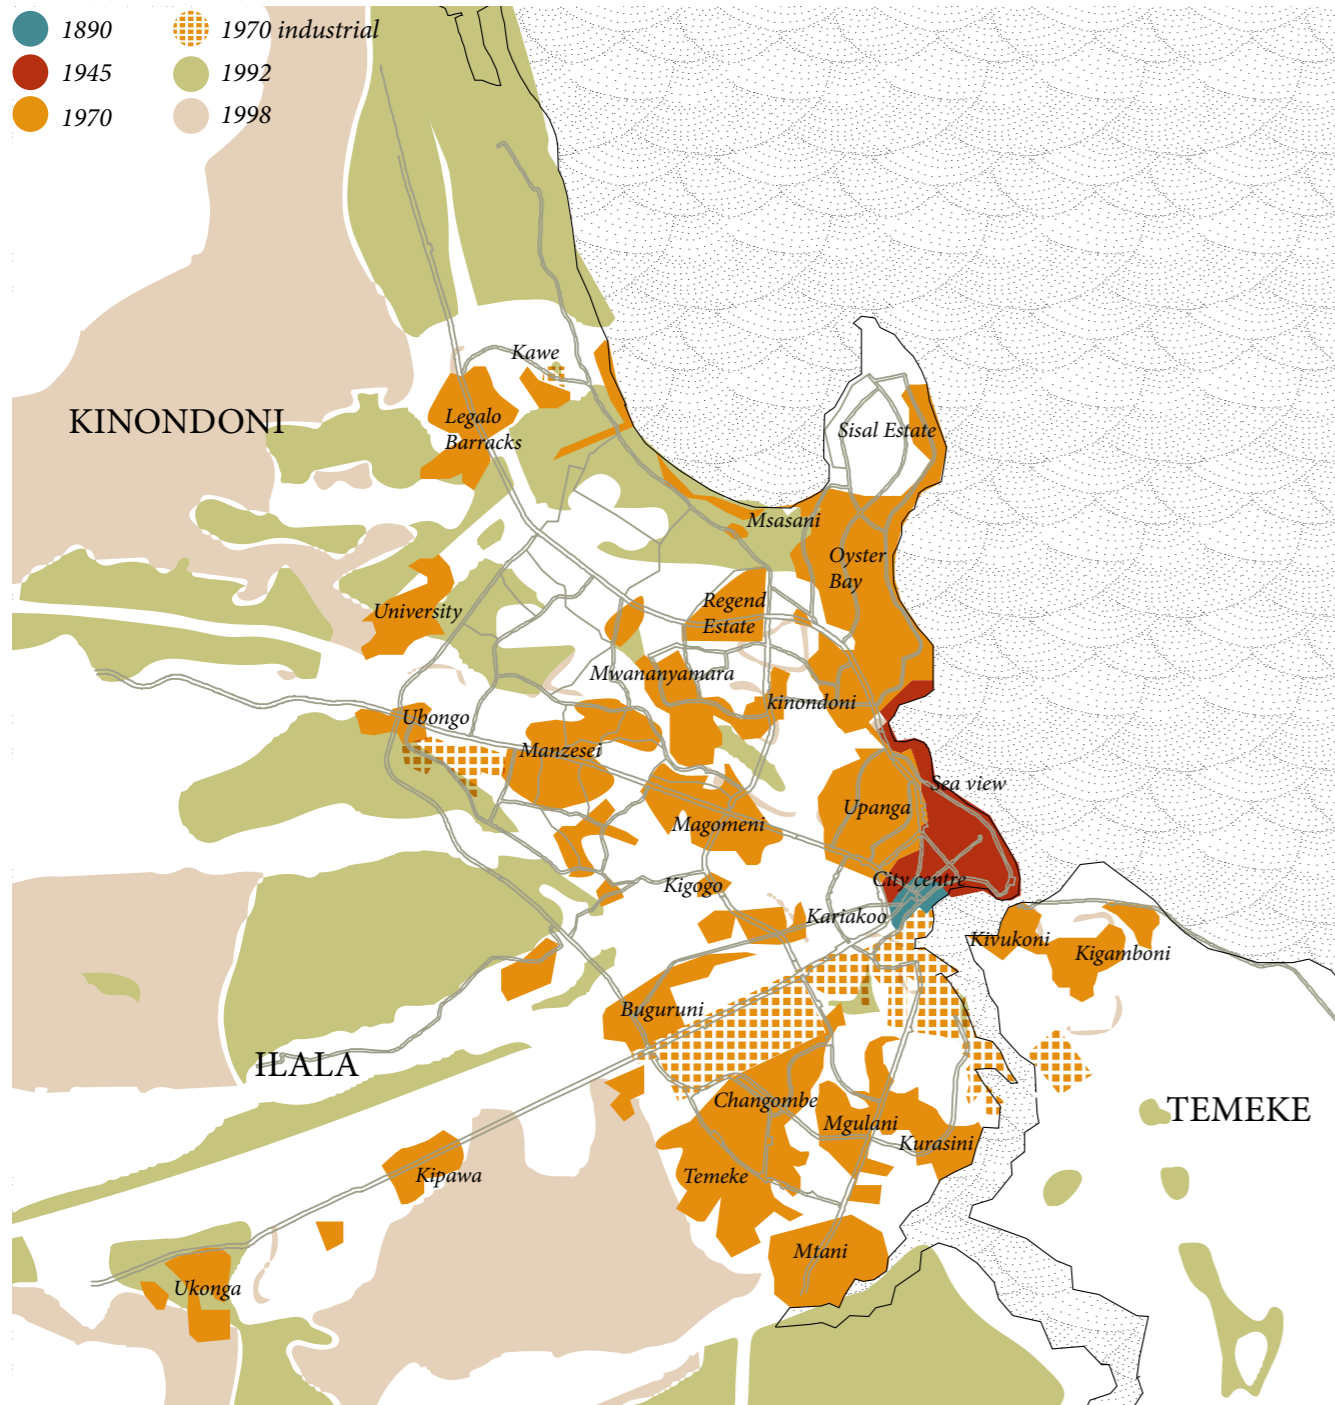 1890
1970 industrial
1945
1992
1970
1998
Kawe
KINONDONI
Legalo
Barracks
Sisal Estate
Msasani
Oyster
Bay
Regend
Estate
University
Mwananyamara
kinondoni
Ubongo
Manzesei
Sea view
Upanga
Magomeni
City centre
Kigogo
Kariakoo
Kivukoni
Kigamboni
Buguruni
ILALA
Changombe
TEMEKE
Mgulani
Kurasini
Kipawa
Temeke
Mtani
Ukonga